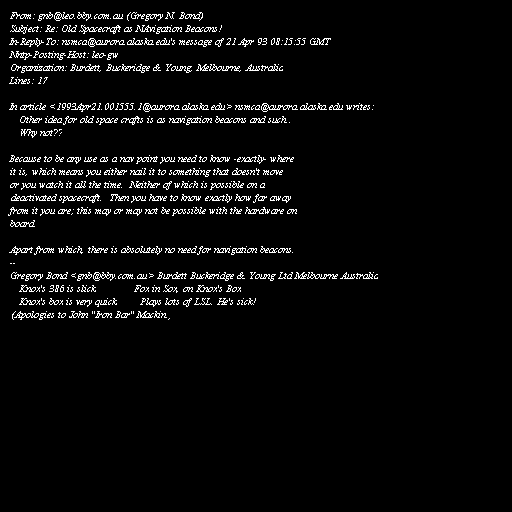 From: gnb@leo.bby.com.au (Gregory N. Bond)
Subject: Re: Old Spacecraft as NAvigation Beacons!
In-Reply-To: nsmca@aurora.alaska.edu's message of 21 Apr 93 08:15:55 GMT
Nntp-Posting-Host: leo-gw
Organization: Burdett, Buckeridge & Young, Melbourne, Australia
Lines: 17

In article <1993Apr21.001555.1@aurora.alaska.edu> nsmca@aurora.alaska.edu writes:
Other idea for old space crafts is as navigation beacons and such..
Why not??

Because to be any use as a nav point you need to know -exactly- where
it is, which means you either nail it to something that doesn't move
or you watch it all the time. Neither of which is possible on a
deactivated spacecraft. Then you have to know exactly how far away
from it you are; this may or may not be possible with the hardware on
board.

Apart from which, there is absolutely no need for navigation beacons.
--
Gregory Bond <gnb@bby.com.au> Burdett Buckeridge & Young Ltd Melbourne Australia
Knox's 386 is slick. Fox in Sox, on Knox's Box
Knox's box is very quick. Plays lots of LSL. He's sick!
(Apologies to John "Iron Bar" Mackin.)